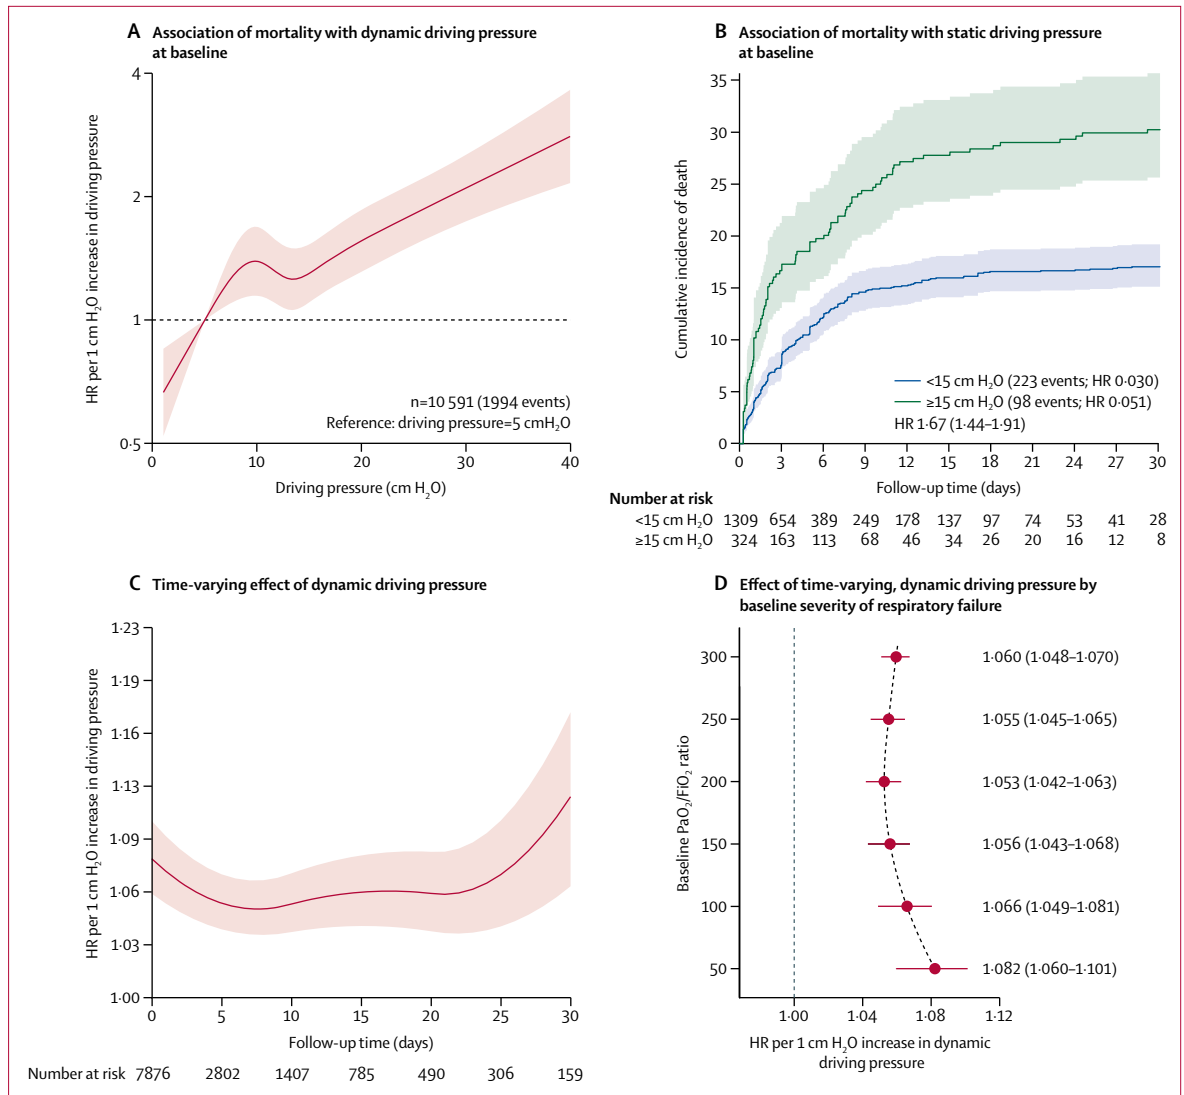 A Association of mortality with dynamic driving pressure
at baseline
HR per 1 cm H₂O increase in driving pressure
4
2
1
0·5
0
10
20
30
40
n=10 591 (1994 events)
Reference: driving pressure=5 cmH₂O
Driving pressure (cm H₂O)
B Association of mortality with static driving pressure
at baseline
Cumulative incidence of death
35
30
25
20
15
10
5
0
<15 cm H₂O (223 events; HR 0·030)
≥15 cm H₂O (98 events; HR 0·051)
HR 1·67 (1·44–1·91)
0 3 6 9 12 15 18 21 24 27 30
Follow-up time (days)
Number at risk
<15 cm H₂O 1309 654 389 249 178 137 97 74 53 41 28
≥15 cm H₂O 324 163 113 68 46 34 26 20 16 12 8
C Time-varying effect of dynamic driving pressure
HR per 1 cm H₂O increase in driving pressure
1·23
1·19
1·16
1·13
1·09
1·06
1·03
1·00
0 5 10 15 20 25 30
Follow-up time (days)
Number at risk 7876 2802 1407 785 490 306 159
D Effect of time-varying, dynamic driving pressure by
baseline severity of respiratory failure
Baseline PaO₂/FiO₂ ratio
300 1·060 (1·048–1·070)
250 1·055 (1·045–1·065)
200 1·053 (1·042–1·063)
150 1·056 (1·043–1·068)
100 1·066 (1·049–1·081)
50 1·082 (1·060–1·101)
1·00 1·04 1·08 1·12
HR per 1 cm H₂O increase in dynamic
driving pressure